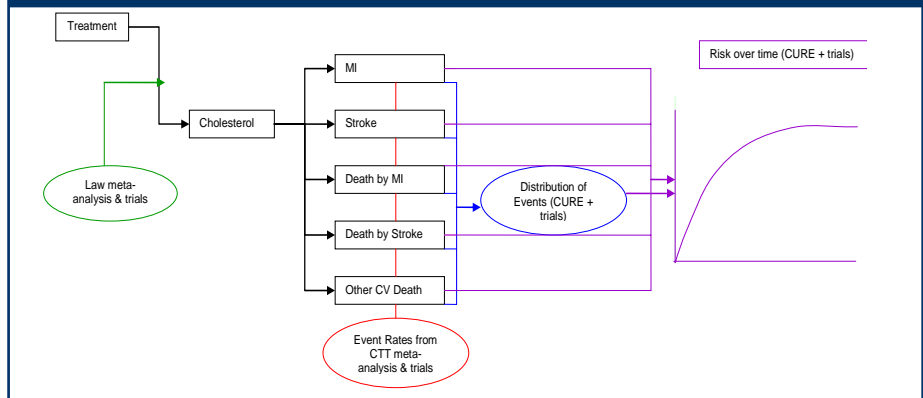 Treatment
Risk over time (CURE + trials)
MI
Cholesterol
Stroke
Law meta-
analysis & trials
Death by MI
Distribution of
Events (CURE +
trials)
Death by Stroke
Other CV Death
Event Rates from
CTT meta-
analysis & trials